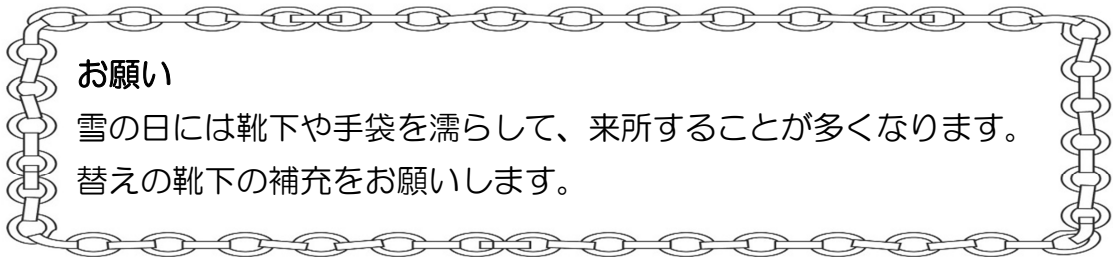 お願い
雪の日には靴下や手袋を濡らして、来所することが多くなります。
替えの靴下の補充をお願いします。